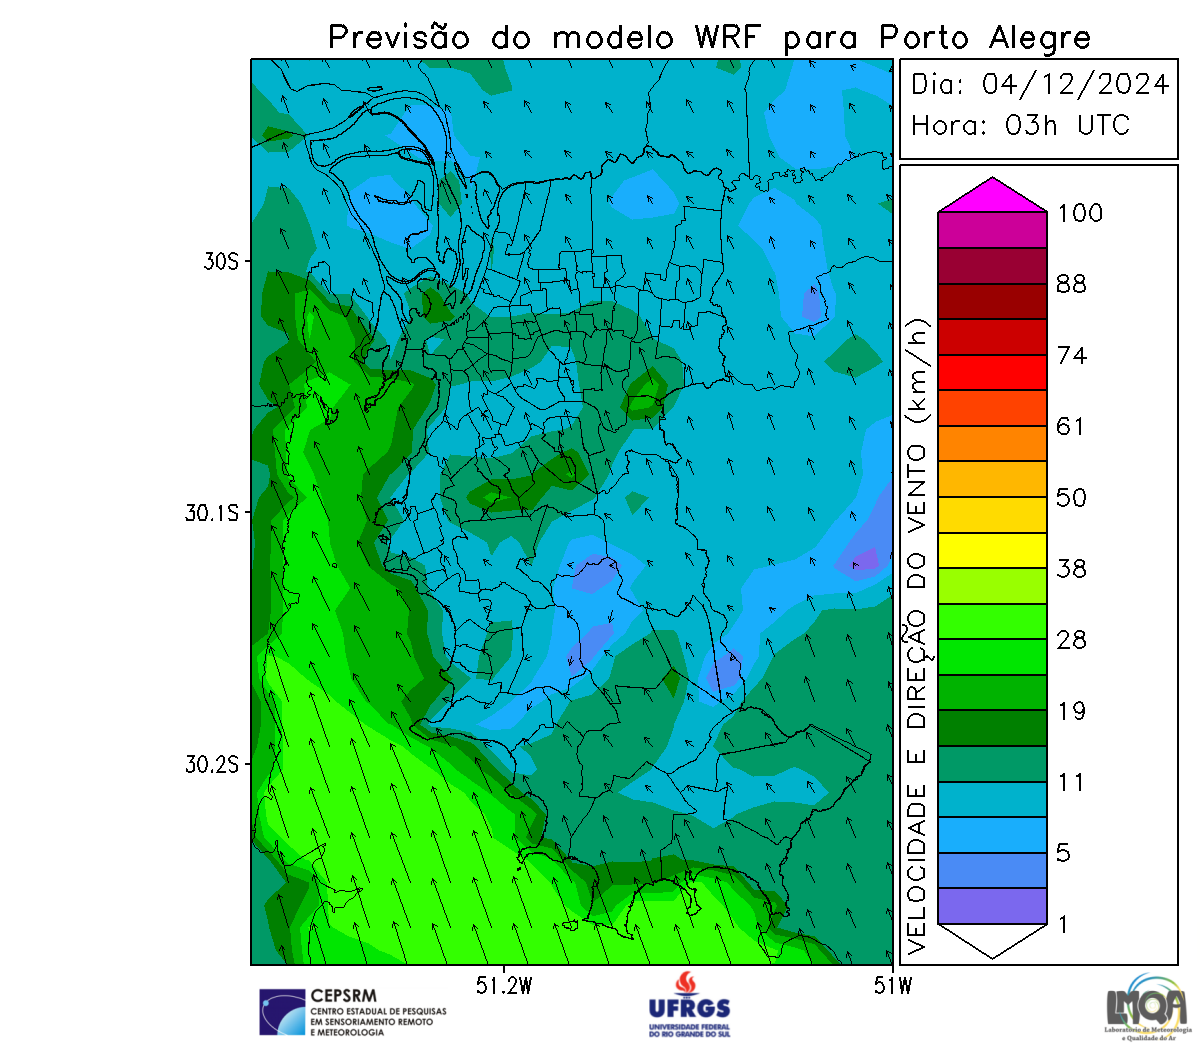 Previsão do modelo WRF para Porto Alegre
Dia: 04/12/2024
Hora: 03h UTC
100
88
74
61
50
38
28
19
11
5
1
VELOCIDADE E DIREÇÃO DO VENTO (km/h)
30S
30.1S
30.2S
51.2W
51W
CEPSRM
CENTRO ESTADUAL DE PESQUISAS
EM SENSORIAMENTO REMOTO
E METEOROLOGIA
UFRGS
UNIVERSIDADE FEDERAL
DO RIO GRANDE DO SUL
LMQA
Laboratório de Meteorologia
e Qualidade do Ar